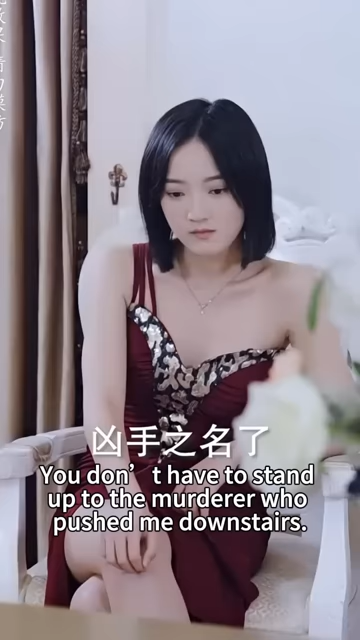 凶手之名了
You don't have to stand
up to the murderer who
pushed me downstairs.